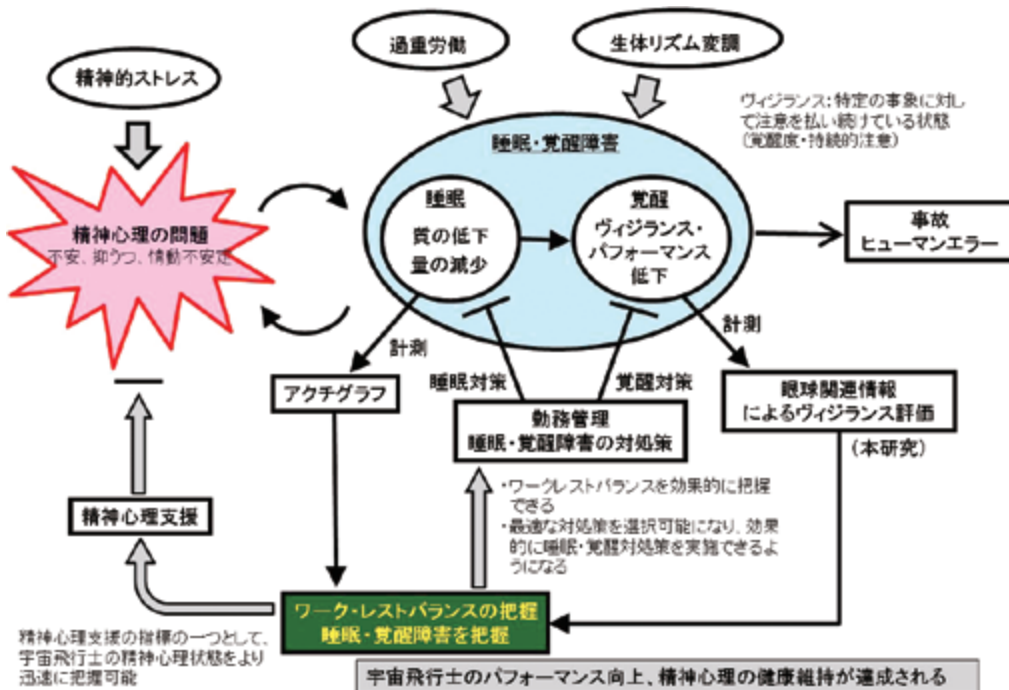 過重労働
生体リズム変調
精神的ストレス
ヴィジランス:特定の事象に対し
て注意を払い続けている状態
(覚醒度・持続的注意)
睡眠・覚醒障害
睡眠
質の低下
量の減少
覚醒
ヴィジランス・
パフォーマンス
低下
精神心理の問題
不安、抑うつ、情動不安定
事故
ヒューマンエラー
計測
計測
アクチグラフ
睡眠対策
覚醒対策
眼球関連情報
によるヴィジランス評価
(本研究)
勤務管理
睡眠・覚醒障害の対処策
・ワークレストバランスを効果的に把握
できる
・最適な対処策を選択可能になり、効果
的に睡眠・覚醒対処策を実施できるよ
うになる
精神心理支援
ワーク・レストバランスの把握
睡眠・覚醒障害を把握
精神心理支援の指標の一つとして、
宇宙飛行士の精神心理状態をより
迅速に把握可能
宇宙飛行士のパフォーマンス向上、精神心理の健康維持が達成される